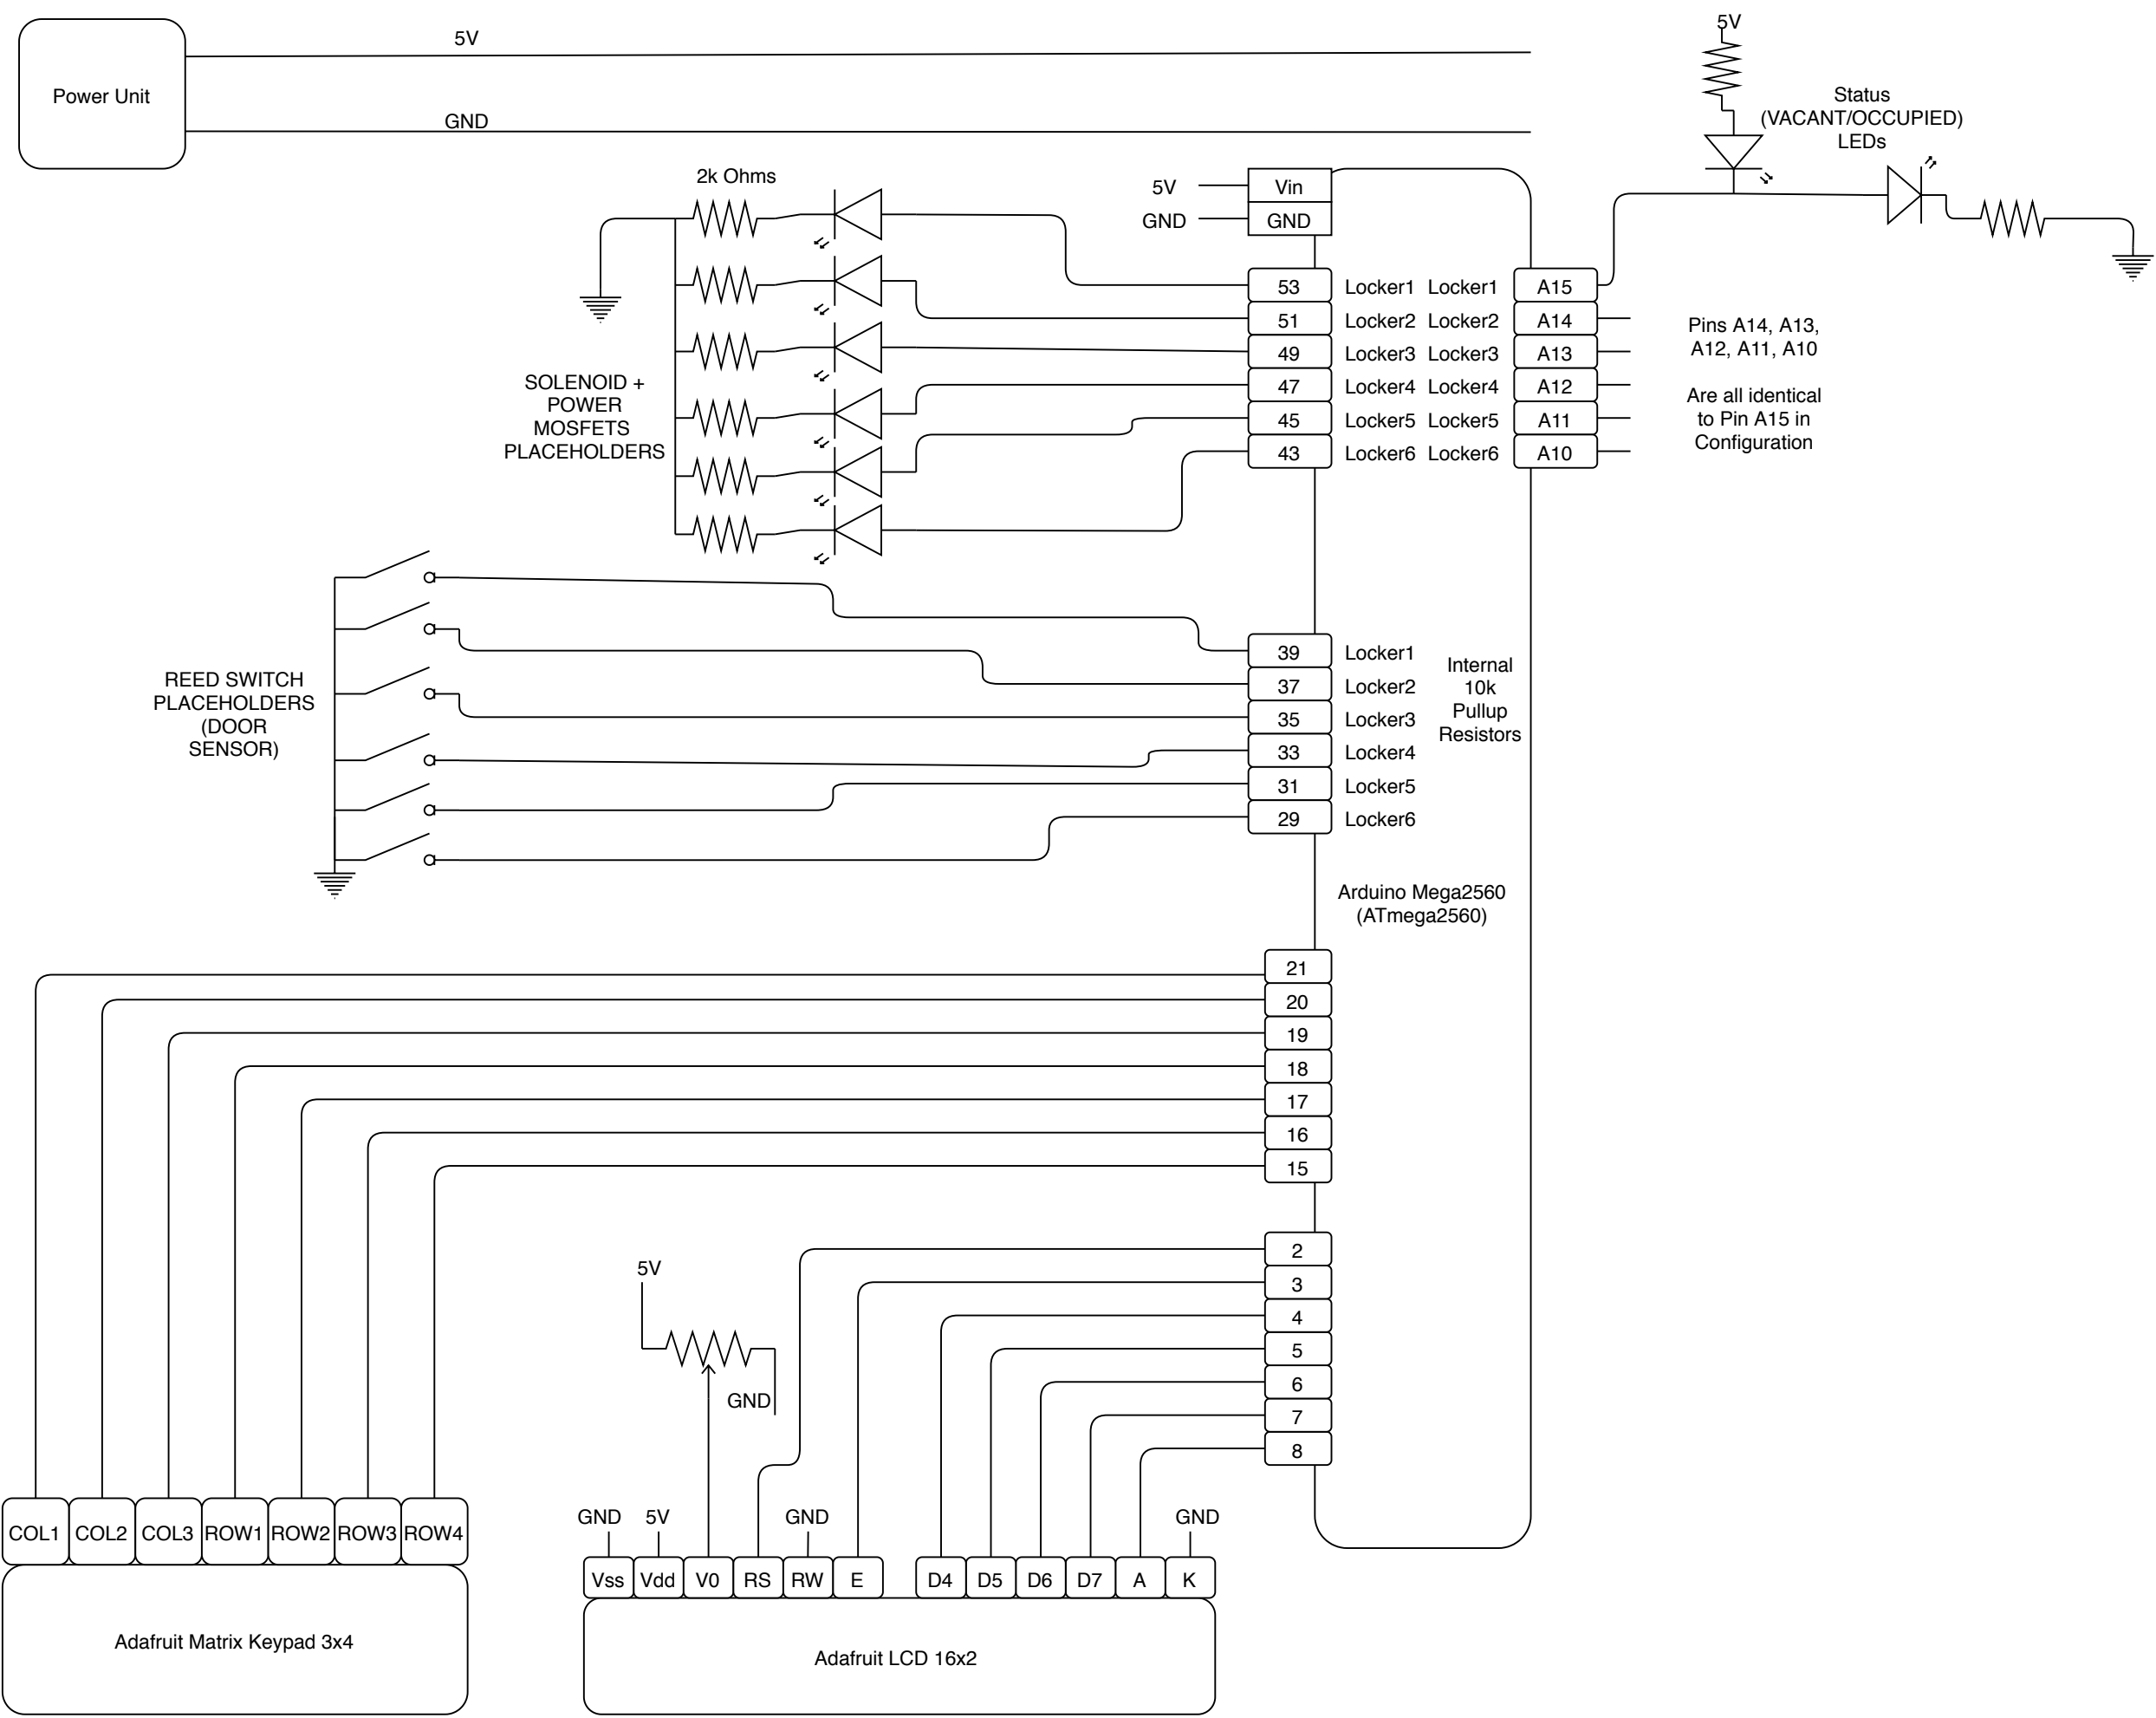 5V
Power Unit
GND
5V
Status
(VACANT/OCCUPIED)
LEDs
2k Ohms
5V
Vin
GND
GND
53
Locker1
Locker1
A15
51
Locker2
Locker2
A14
49
Locker3
Locker3
A13
47
Locker4
Locker4
A12
45
Locker5
Locker5
A11
43
Locker6
Locker6
A10
Pins A14, A13,
A12, A11, A10
Are all identical
to Pin A15 in
Configuration
SOLENOID +
POWER
MOSFETS
PLACEHOLDERS
REED SWITCH
PLACEHOLDERS
(DOOR
SENSOR)
39
Locker1
37
Locker2
35
Locker3
33
Locker4
31
Locker5
29
Locker6
Internal
10k
Pullup
Resistors
Arduino Mega2560
(ATmega2560)
21
20
19
18
17
16
15
2
3
4
5
6
7
8
5V
GND
COL1
COL2
COL3
ROW1
ROW2
ROW3
ROW4
Adafruit Matrix Keypad 3x4
GND
5V
GND
GND
Vss
Vdd
V0
RS
RW
E
D4
D5
D6
D7
A
K
Adafruit LCD 16x2